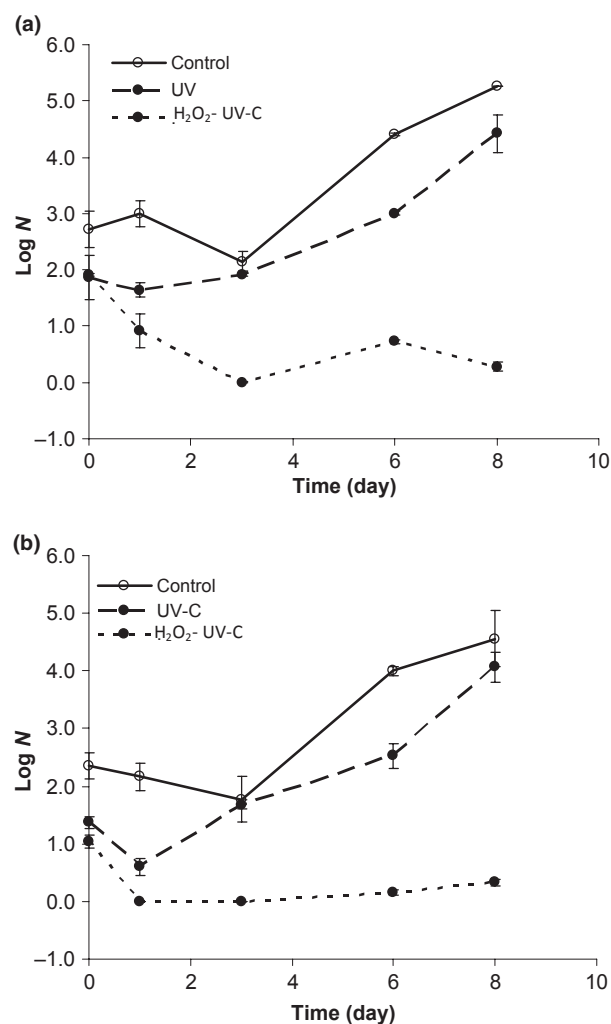 (a)
6.0
Control
UV
H₂O₂- UV-C
5.0
4.0
3.0
2.0
1.0
0.0
–1.0
Log N
0 2 4 6 8 10
Time (day)
(b)
6.0
Control
UV-C
H₂O₂- UV-C
5.0
4.0
3.0
2.0
1.0
0.0
–1.0
Log N
0 2 4 6 8 10
Time (day)